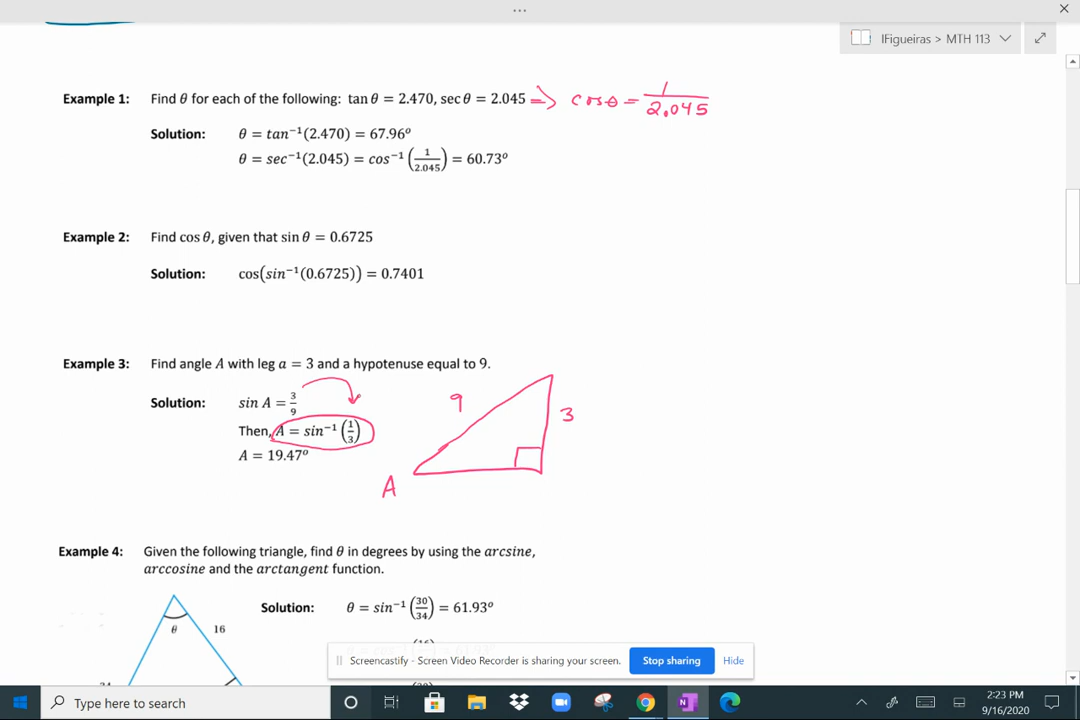 IFigueiras > MTH 113
Example 1: Find θ for each of the following: tan θ = 2.470, sec θ = 2.045 => cos θ = 1/2.045
Solution: θ = tan⁻¹(2.470) = 67.96°
θ = sec⁻¹(2.045) = cos⁻¹(1/2.045) = 60.73°
Example 2: Find cos θ, given that sin θ = 0.6725
Solution: cos(sin⁻¹(0.6725)) = 0.7401
Example 3: Find angle A with leg a = 3 and a hypotenuse equal to 9.
Solution: sin A = 3/9
Then, A = sin⁻¹(1/3)
A = 19.47°
9
3
A
Example 4: Given the following triangle, find θ in degrees by using the arcsine,
arccosine and the arctangent function.
Solution: θ = sin⁻¹(30/34) = 61.93°
θ 16
Screencastify - Screen Video Recorder is sharing your screen. Stop sharing Hide
Type here to search
2:23 PM
9/16/2020